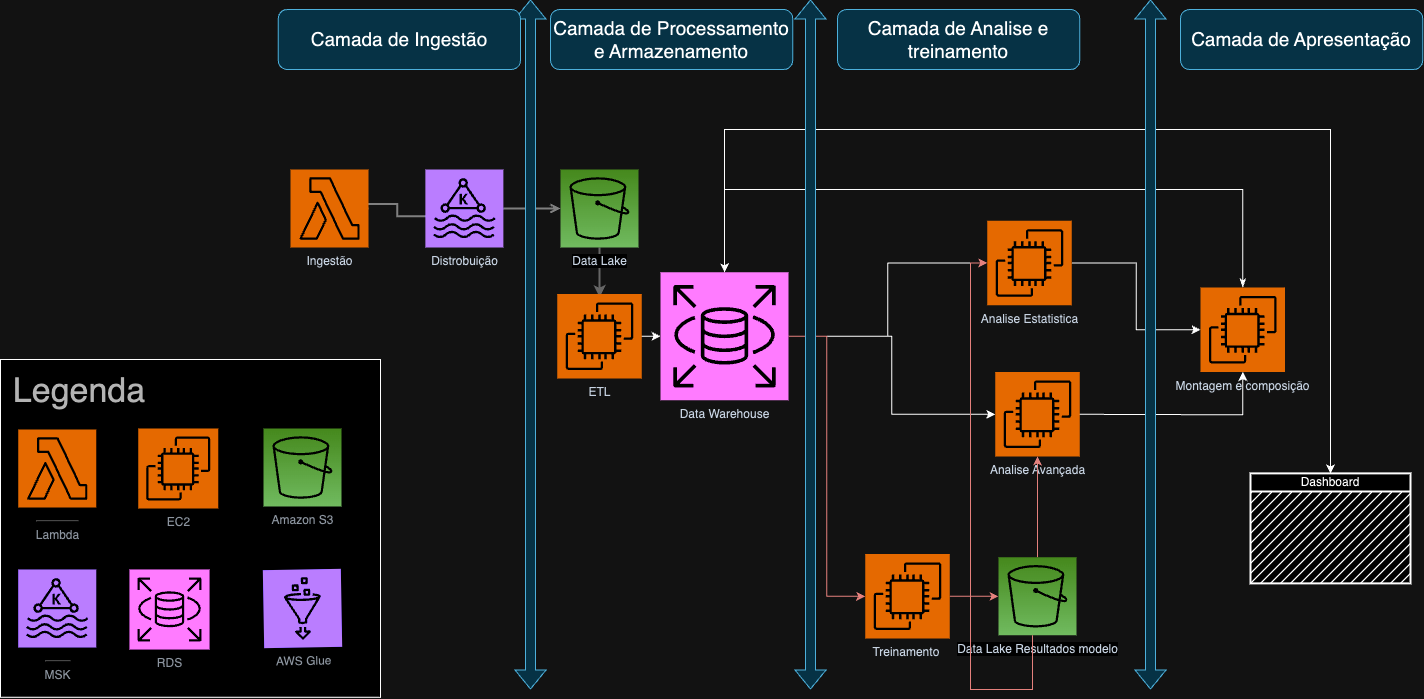 Camada de Ingestão
Camada de Processamento
e Armazenamento
Camada de Analise e
treinamento
Camada de Apresentação
Ingestão
Distrobuição
Data Lake
ETL
Data Warehouse
Analise Estatistica
Analise Avançada
Montagem e composição
Dashboard
Treinamento
Data Lake Resultados modelo
Legenda
Lambda
EC2
Amazon S3
MSK
RDS
AWS Glue
K
K